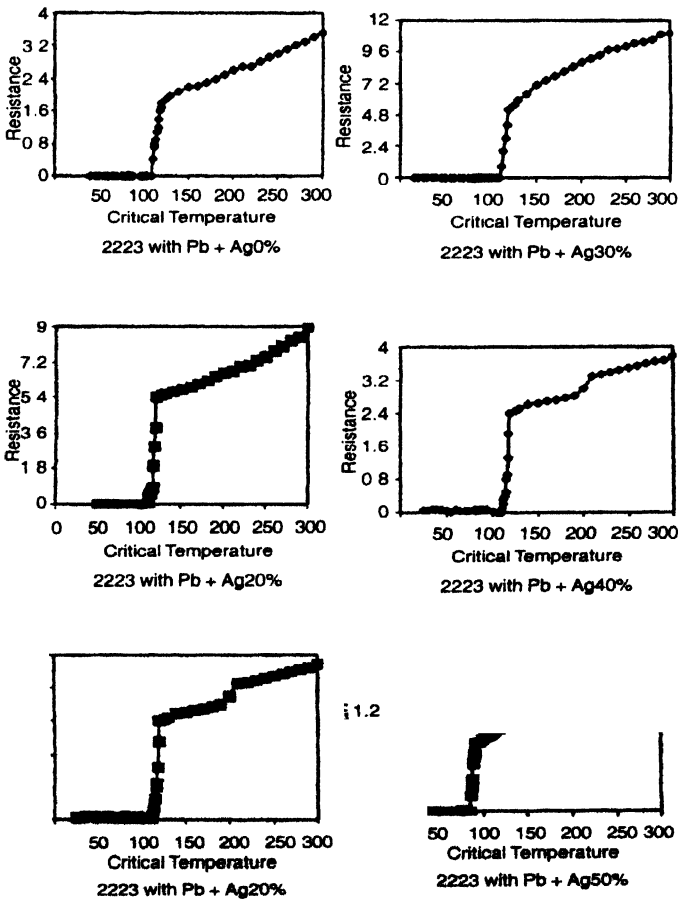 Resistance
4
3 2
2 4
1.6
0 8
0
50 100 150 200 250 300
Critical Temperature
2223 with Pb + Ag0%
Resistance
12
9 6
7 2
4.8
2.4
0
50 100 150 200 250 300
Critical Temperature
2223 with Pb + Ag30%
Resistance
9
7.2
5 4
3 6
1 8
0
0 50 100 150 200 250 300
Critical Temperature
2223 with Pb + Ag20%
Resistance
4
3.2
2.4
1.6
0 8
0
50 100 150 200 250 300
Critical Temperature
2223 with Pb + Ag40%
50 100 150 200 250 300
Critical Temperature
2223 with Pb + Ag20%
1.2
50 100 150 200 250 300
Critical Temperature
2223 with Pb + Ag50%